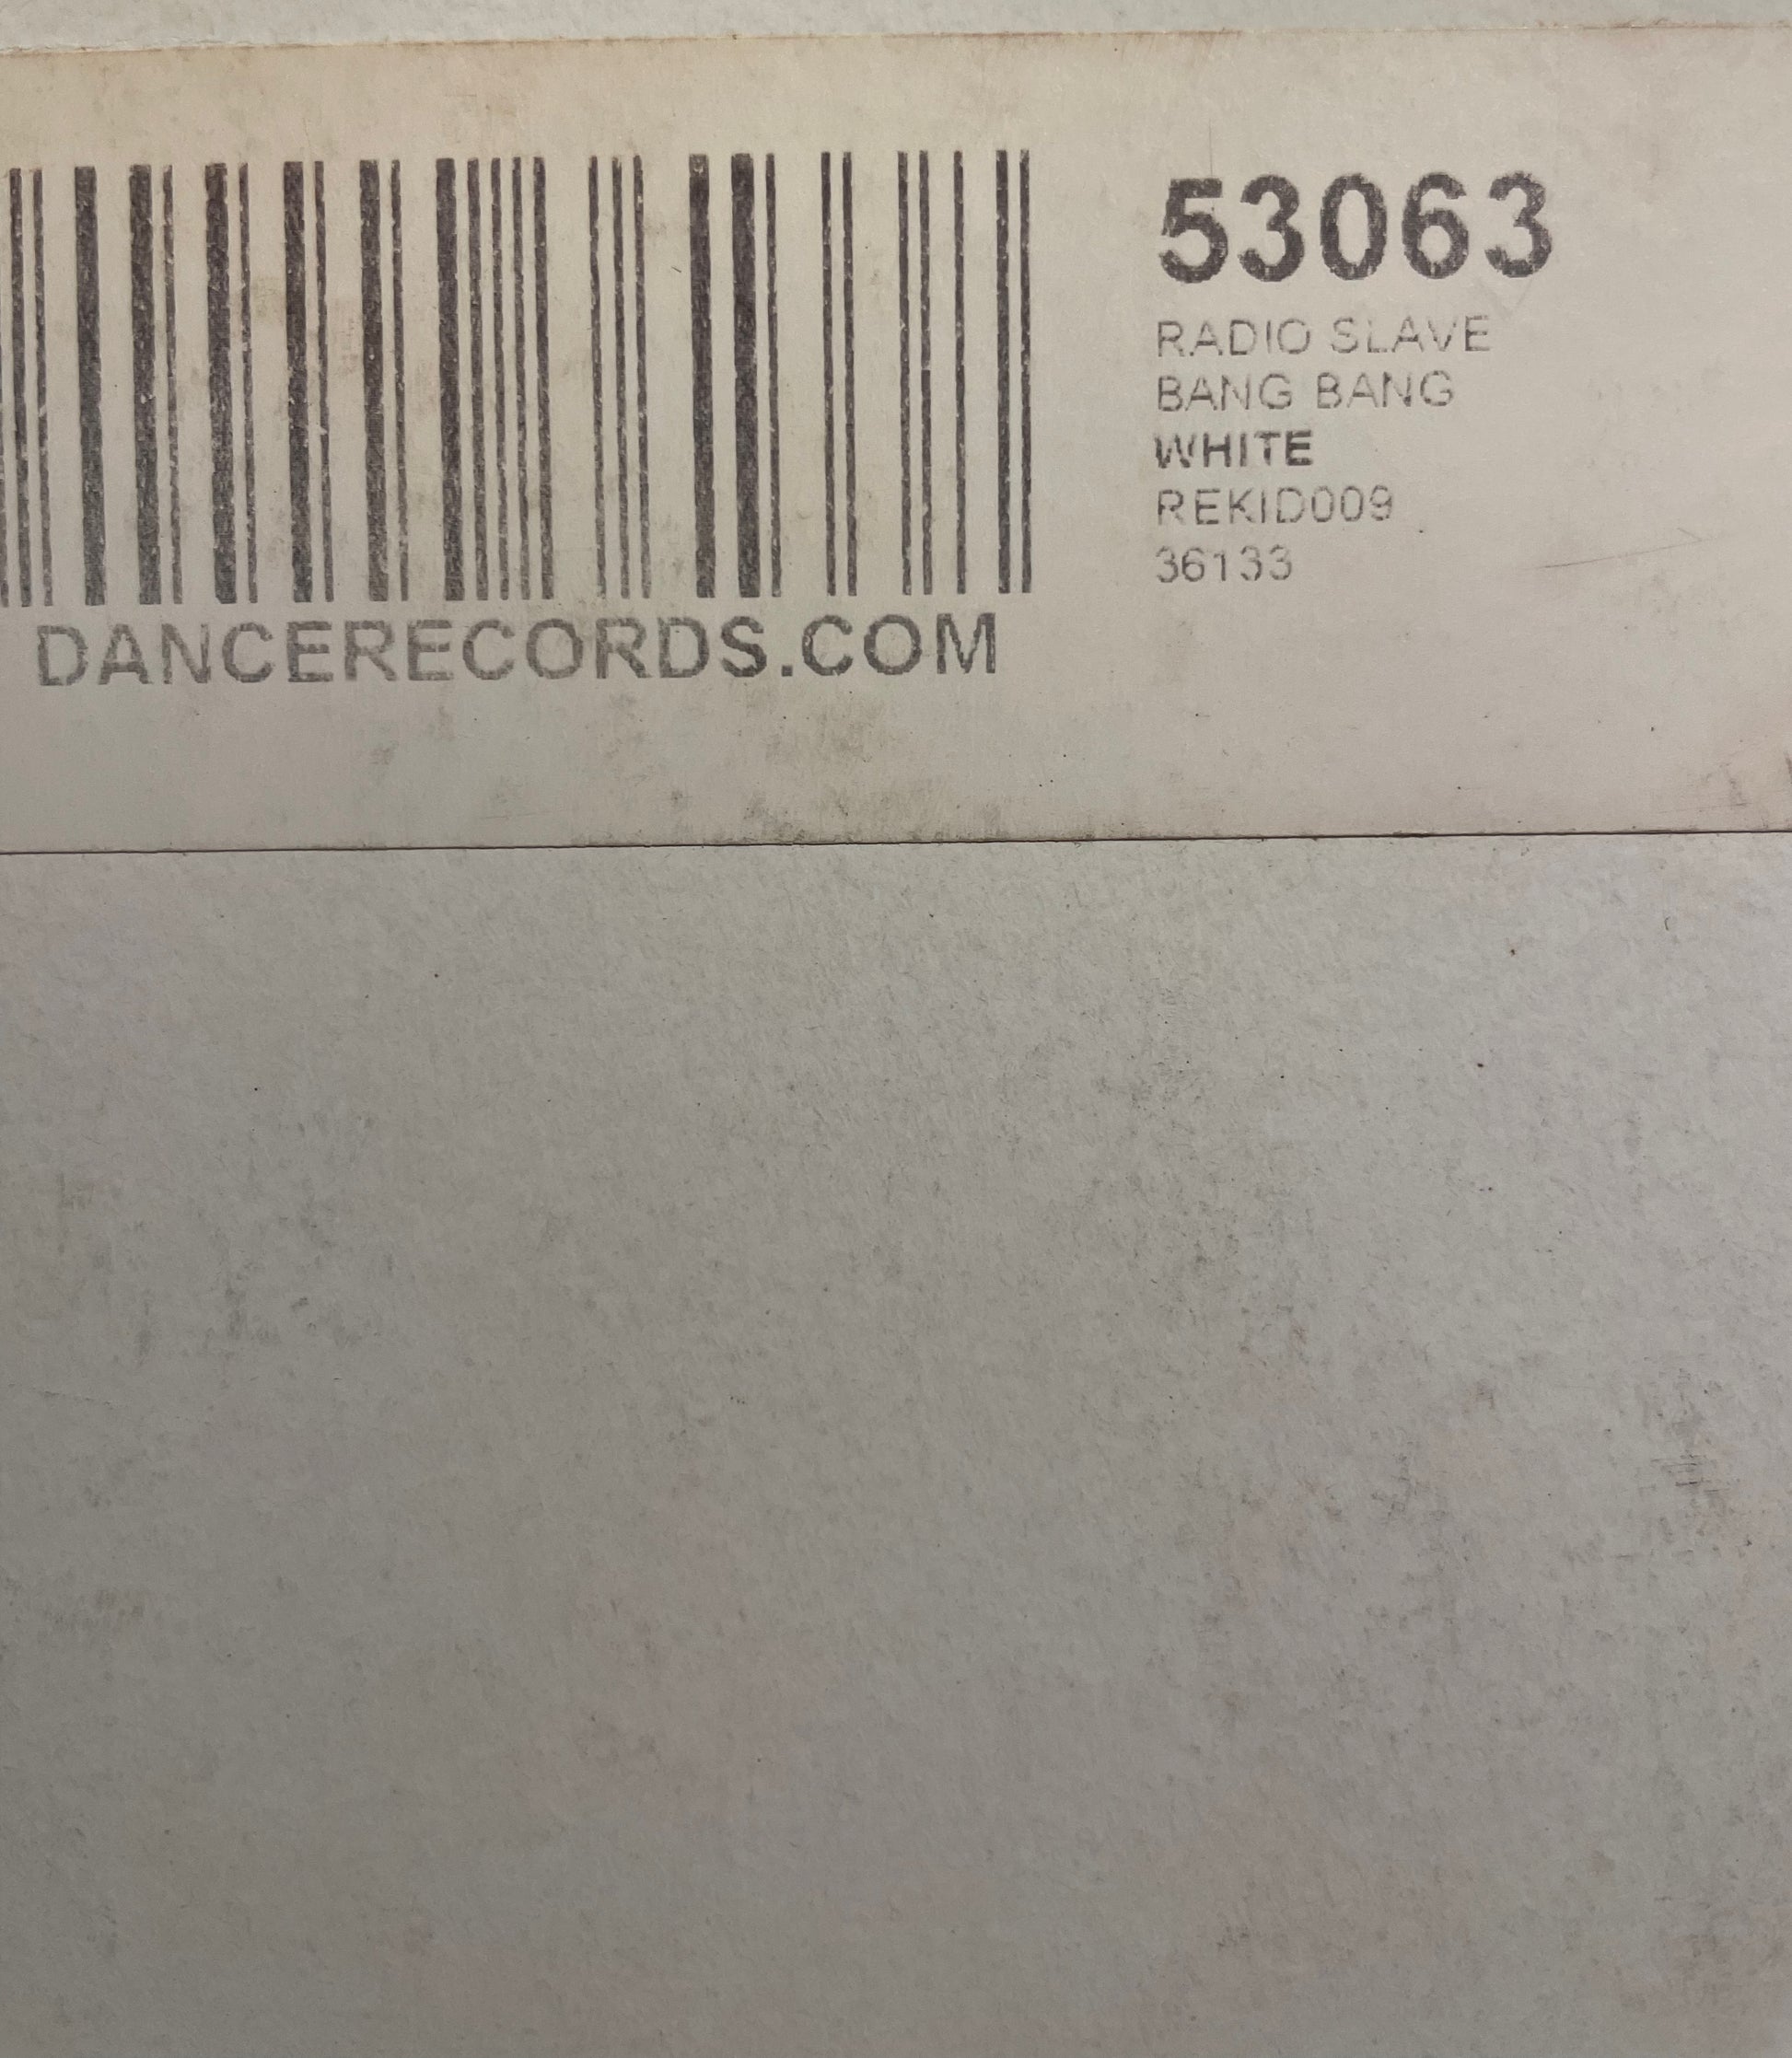 DANCERECORDS.COM
53063
RADIO SLAVE
BANG BANG
WHITE
REKID009
36133